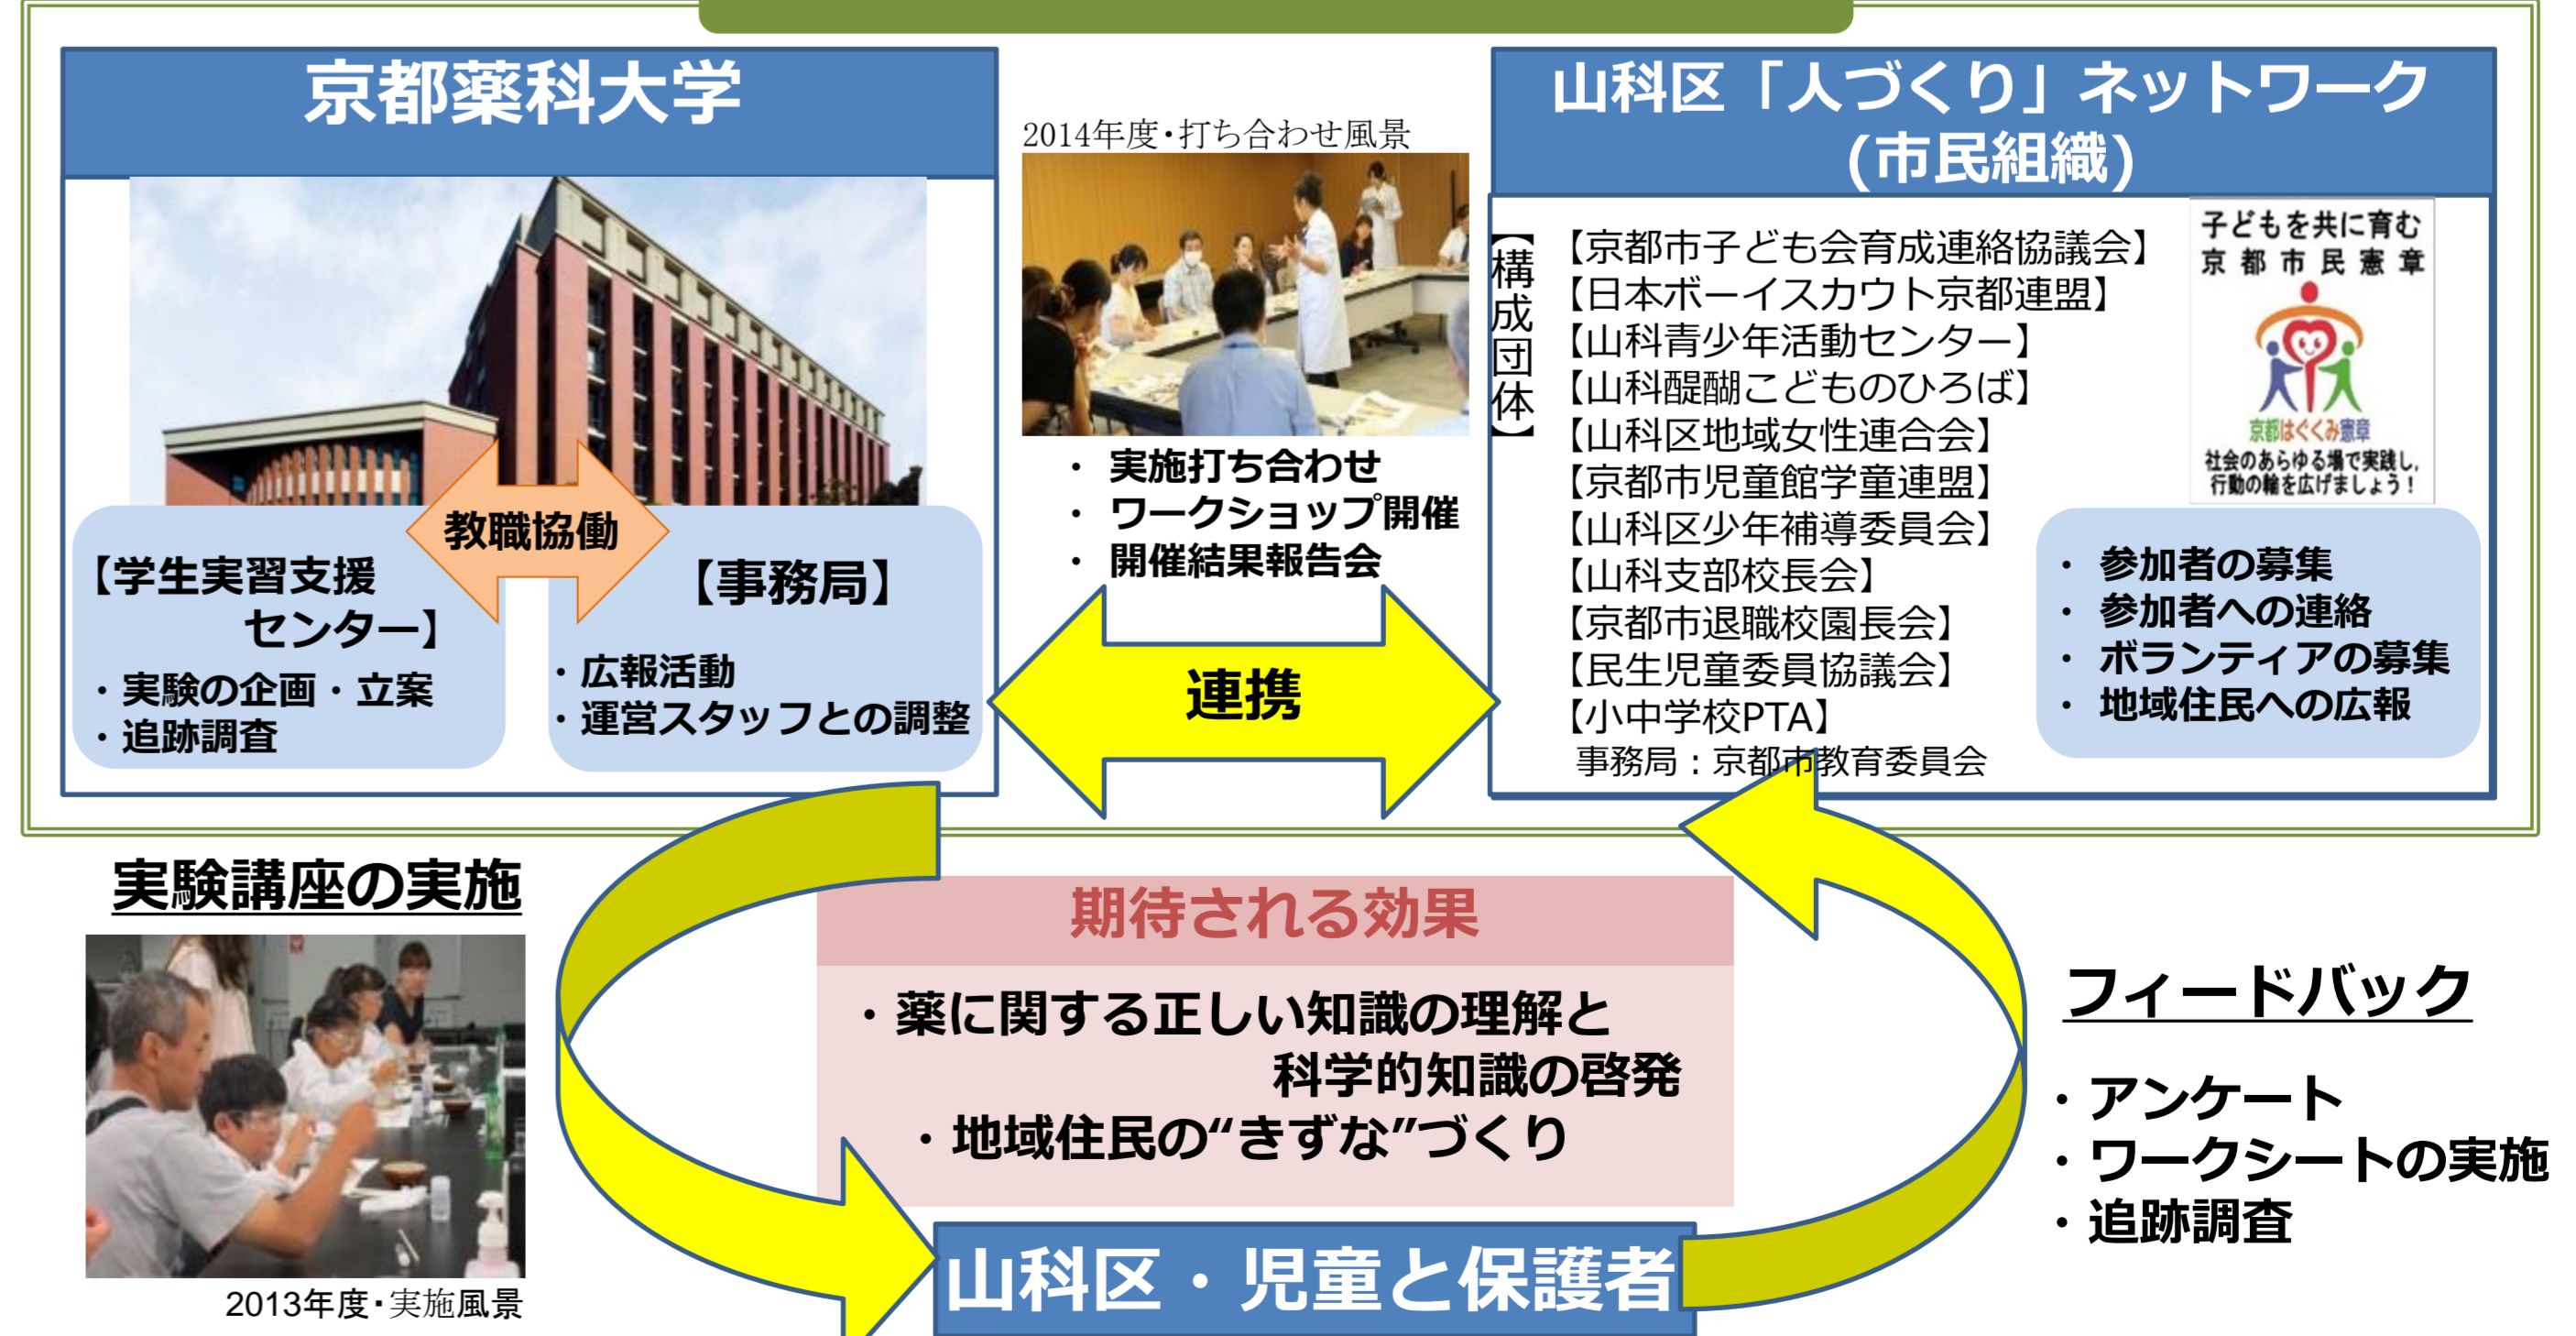 京都薬科大学
【学生実習支援
センター】
・実験の企画・立案
・追跡調査
教職協働
【事務局】
・広報活動
・運営スタッフとの調整
2014年度・打ち合わせ風景
・ 実施打ち合わせ
・ ワークショップ開催
・ 開催結果報告会
連携
山科区「人づくり」ネットワーク
(市民組織)
【構成団体】
【京都市子ども会育成連絡協議会】
【日本ボーイスカウト京都連盟】
【山科青少年活動センター】
【山科醍醐こどものひろば】
【山科区地域女性連合会】
【京都市児童館学童連盟】
【山科区少年補導委員会】
【山科支部校長会】
【京都市退職校園長会】
【民生児童委員協議会】
【小中学校PTA】
事務局：京都市教育委員会
子どもを共に育む
京都市民憲章
京都はぐくみ憲章
社会のあらゆる場で実践し,
行動の輪を広げましょう！
・ 参加者の募集
・ 参加者への連絡
・ ボランティアの募集
・ 地域住民への広報
実験講座の実施
2013年度・実施風景
期待される効果
・薬に関する正しい知識の理解と
科学的知識の啓発
・地域住民の“きずな”づくり
山科区・児童と保護者
フィードバック
・アンケート
・ワークシートの実施
・追跡調査